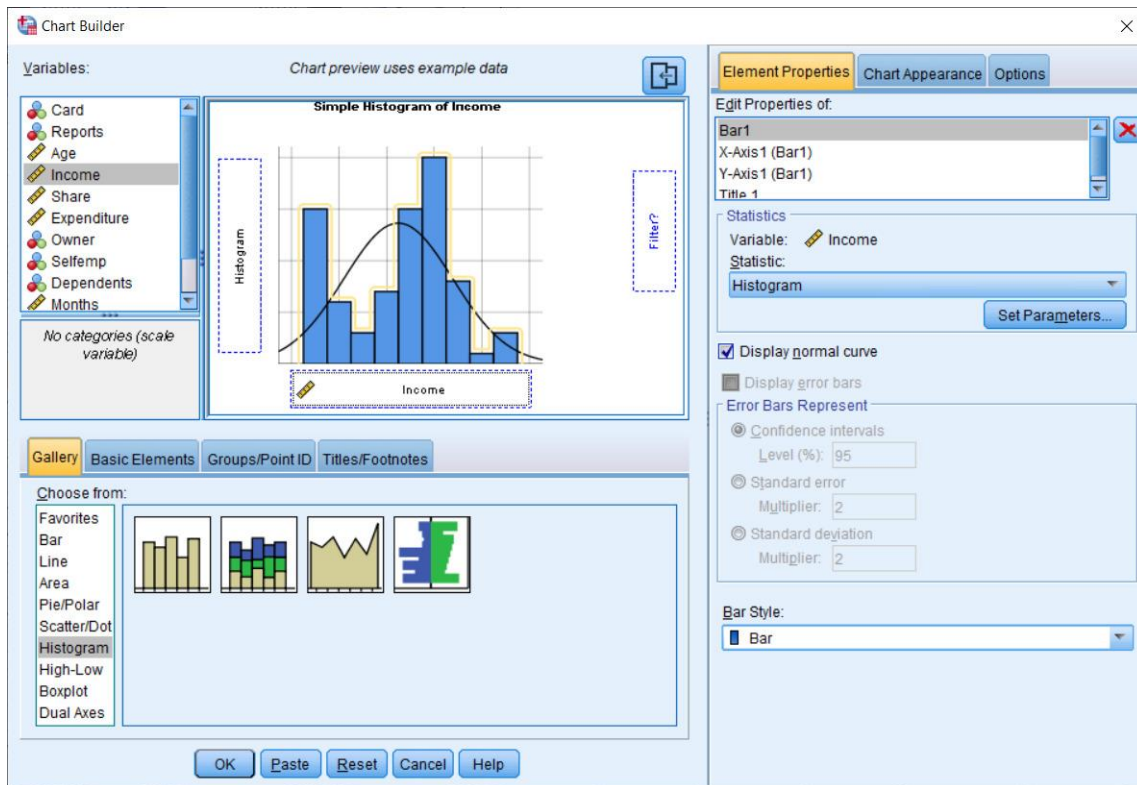 Chart Builder
Variables:
Chart preview uses example data
Card
Reports
Age
Income
Share
Expenditure
Owner
Selfemp
Dependents
Months
No categories (scale
variable)
Simple Histogram of Income
Histogram
Filter?
Income
Gallery
Basic Elements
Groups/Point ID
Titles/Footnotes
Choose from:
Favorites
Bar
Line
Area
Pie/Polar
Scatter/Dot
Histogram
High-Low
Boxplot
Dual Axes
OK
Paste
Reset
Cancel
Help
Element Properties
Chart Appearance
Options
Edit Properties of:
Bar1
X-Axis1 (Bar1)
Y-Axis1 (Bar1)
Title 1
Statistics
Variable: Income
Statistic:
Histogram
Set Parameters...
Display normal curve
Display error bars
Error Bars Represent
Confidence intervals
Level (%): 95
Standard error
Multiplier: 2
Standard deviation
Multiplier: 2
Bar Style:
Bar